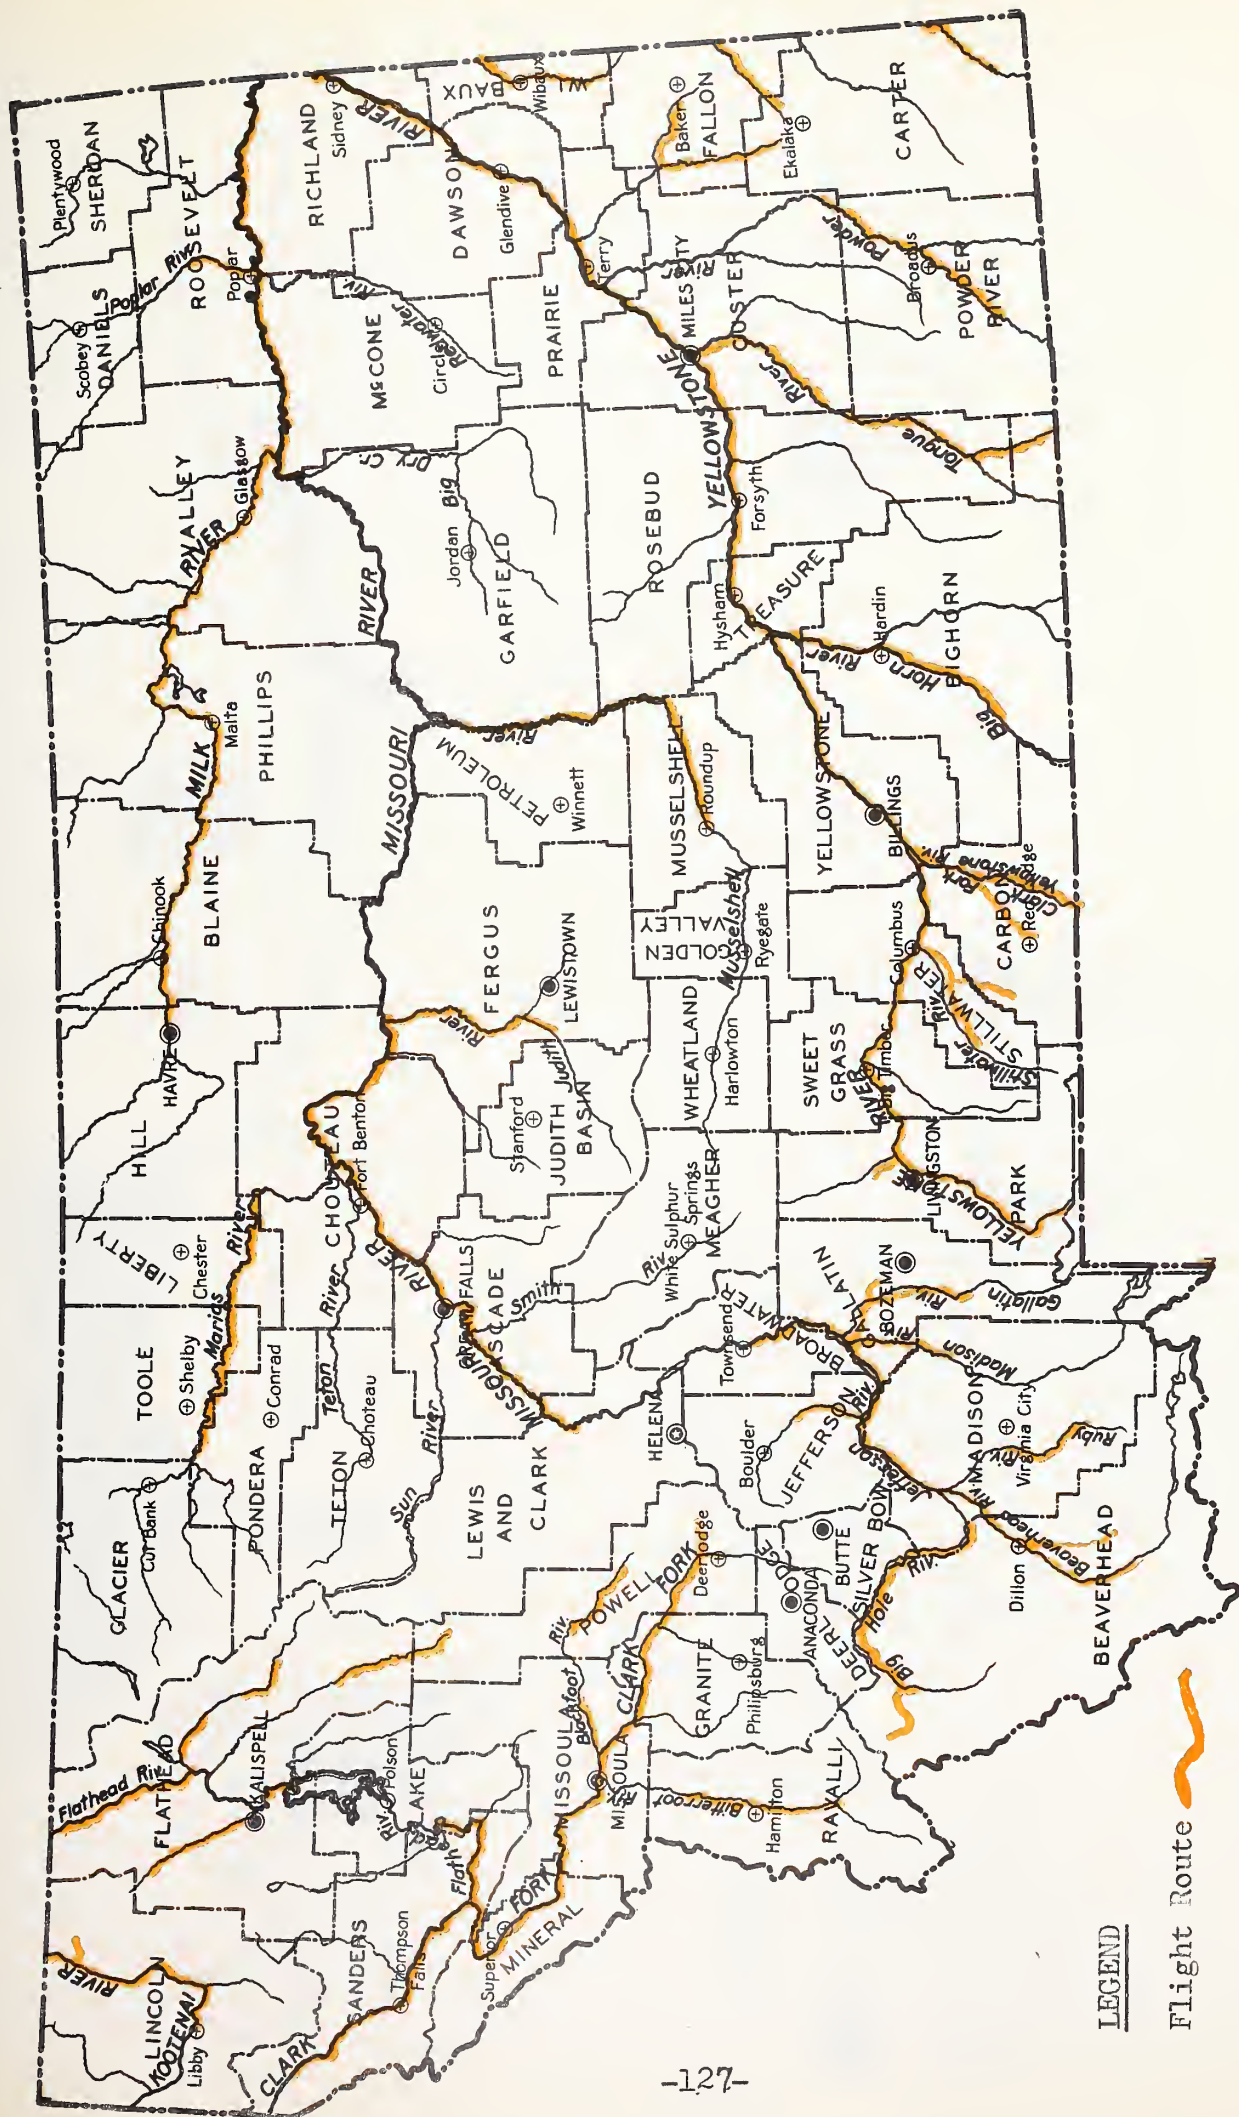 LINCOLN
KOOTENAI
RIVER
Libby
CLARK
SANDERS
Thompson
Falls
Superior
MINERAL
FORK
Flathead Riv.
FLATHEAD
KALISPELL
Riv.
Polson
LAKE
Flath
MISSOULA
MISSOULA
Riv.
Blackfoot
Riv.
CLARK
FORK
POWELL
Deerlodge
GRANITE
Philipsburg
Bitterroot
Hamilton
RAVALLI
DEERLODGE
ANACONDA
BUTTE
SILVER BOW
Big
Hole
Riv.
BEAVERHEAD
Dillon
Beaverhead Riv.
MADISON
Virginia City
Ruby
Riv.
Jefferson
Riv.
JEFFERSON
Boulder
Madison
Riv.
Gallatin
Riv.
GALLATIN
BOZEMAN
BROADWATER
Townsend
HELENA
LEWIS
AND
CLARK
GLACIER
Cut Bank
PONDERA
Conrad
TETON
Choteau
Teton
River
Sun
River
TOOLE
Shelby
Marias
River
LIBERTY
Chester
HILL
HAVRE
CHOUTEAU
Fort Benton
MISSOURI
RIVER
GREAT FALLS
CASCADE
Smith
Riv.
White Sulphur
Springs
MEAGHER
JUDITH
BASIN
Stanford
Judith
River
FERGUS
LEWISTOWN
WHEATLAND
Harlowton
GOLDEN
VALLEY
Ryegate
Musselshell
SWEET
GRASS
Big Timber
RIVER
LIVINGSTON
YELLOWSTONE
PARK
STILLWATER
Stillwater
Riv.
Columbus
CARBON
Red Lodge
Clark
Fork
Yellowstone Riv.
BILLINGS
YELLOWSTONE
MUSSELSHELL
Roundup
PETROLEUM
Winnett
River
BLAINE
Chinook
MILK
RIVER
PHILLIPS
Malta
MISSOURI
RIVER
VALLEY
Glasgow
GARFIELD
Jordan
Big
Dry
Cr.
ROSEBUD
Forsyth
TREASURE
Hysham
BIGHORN
Hardin
Big
Horn
River
YELLOWSTONE
MILES CITY
CUSTER
Tongue
River
POWDER
RIVER
Broadus
Powder
River
PRAIRIE
Terry
McCONE
Circle
Redwater
Riv.
DANIELS
Scobey
Poplar Riv.
ROOSEVELT
Poplar
SHERIDAN
Plentywood
RICHLAND
Sidney
RIVER
DAWSON
Glendive
WIBAUX
Wibaux
FALLON
Baker
CARTER
Ekalaka
LEGEND
Flight Route
-127-